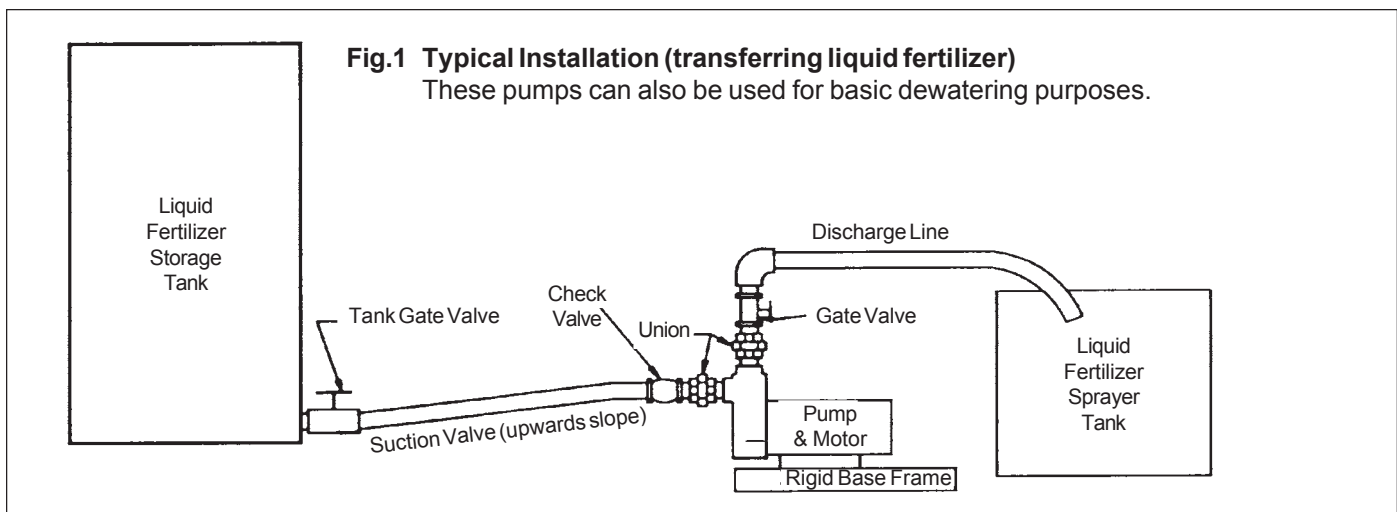 Fig.1 Typical Installation (transferring liquid fertilizer)
These pumps can also be used for basic dewatering purposes.
Liquid
Fertilizer
Storage
Tank
Tank Gate Valve
Suction Valve (upwards slope)
Check
Valve
Union
Discharge Line
Gate Valve
Pump
& Motor
Rigid Base Frame
Liquid
Fertilizer
Sprayer
Tank